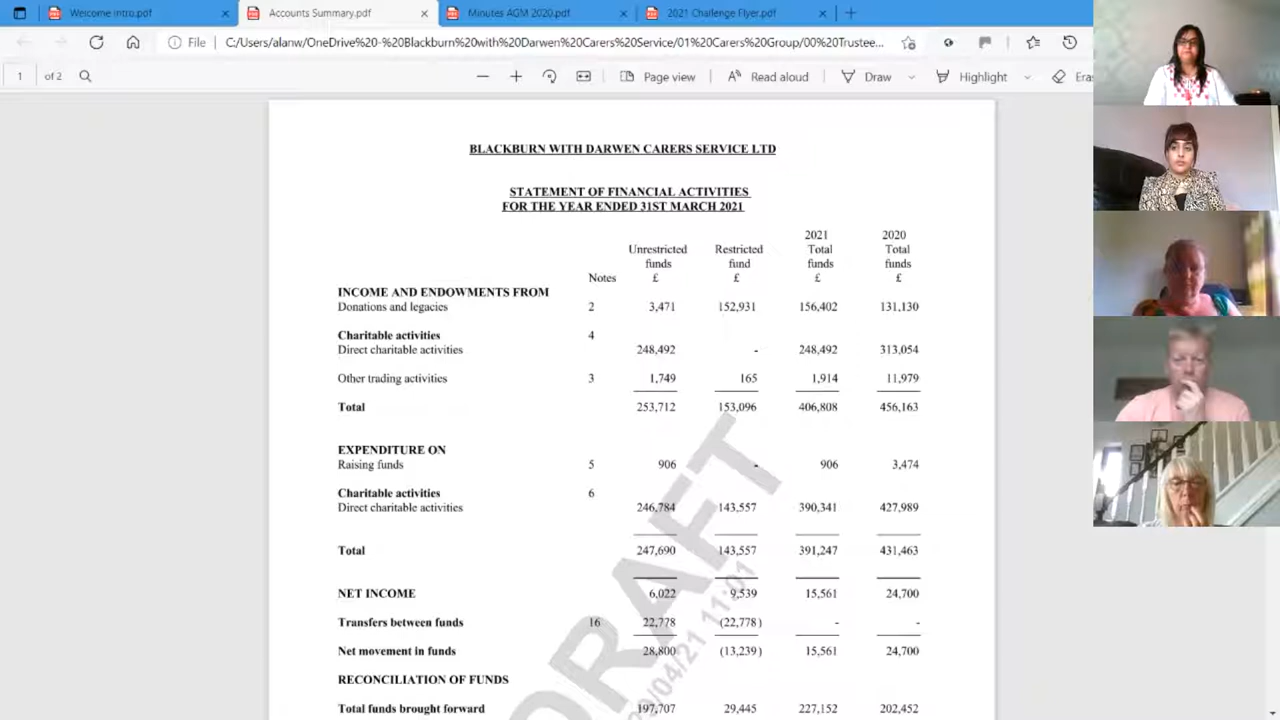 Welcome Intro.pdf
Accounts Summary.pdf
Minutes AGM 2020.pdf
2021 Challenge Flyer.pdf
File C:/Users/alanw/OneDrive%20-%20Blackburn%20with%20Darwen%20Carers%20Service/01%20Carers%20Group/00%20Trustee...
1 of 2 Page view Read aloud Draw Highlight Eras
BLACKBURN WITH DARWEN CARERS SERVICE LTD
STATEMENT OF FINANCIAL ACTIVITIES
FOR THE YEAR ENDED 31ST MARCH 2021
2021 2020
Unrestricted Restricted Total Total
funds fund funds funds
Notes £ £ £ £
INCOME AND ENDOWMENTS FROM
Donations and legacies 2 3,471 152,931 156,402 131,130
Charitable activities 4
Direct charitable activities 248,492 - 248,492 313,054
Other trading activities 3 1,749 165 1,914 11,979
Total 253,712 153,096 406,808 456,163
EXPENDITURE ON
Raising funds 5 906 - 906 3,474
Charitable activities 6
Direct charitable activities 246,784 143,557 390,341 427,989
Total 247,690 143,557 391,247 431,463
NET INCOME 6,022 9,539 15,561 24,700
Transfers between funds 16 22,778 (22,778) - -
Net movement in funds 28,800 (13,239) 15,561 24,700
RECONCILIATION OF FUNDS
Total funds brought forward 197,707 29,445 227,152 202,452
DRAFT
/04/21 11:01